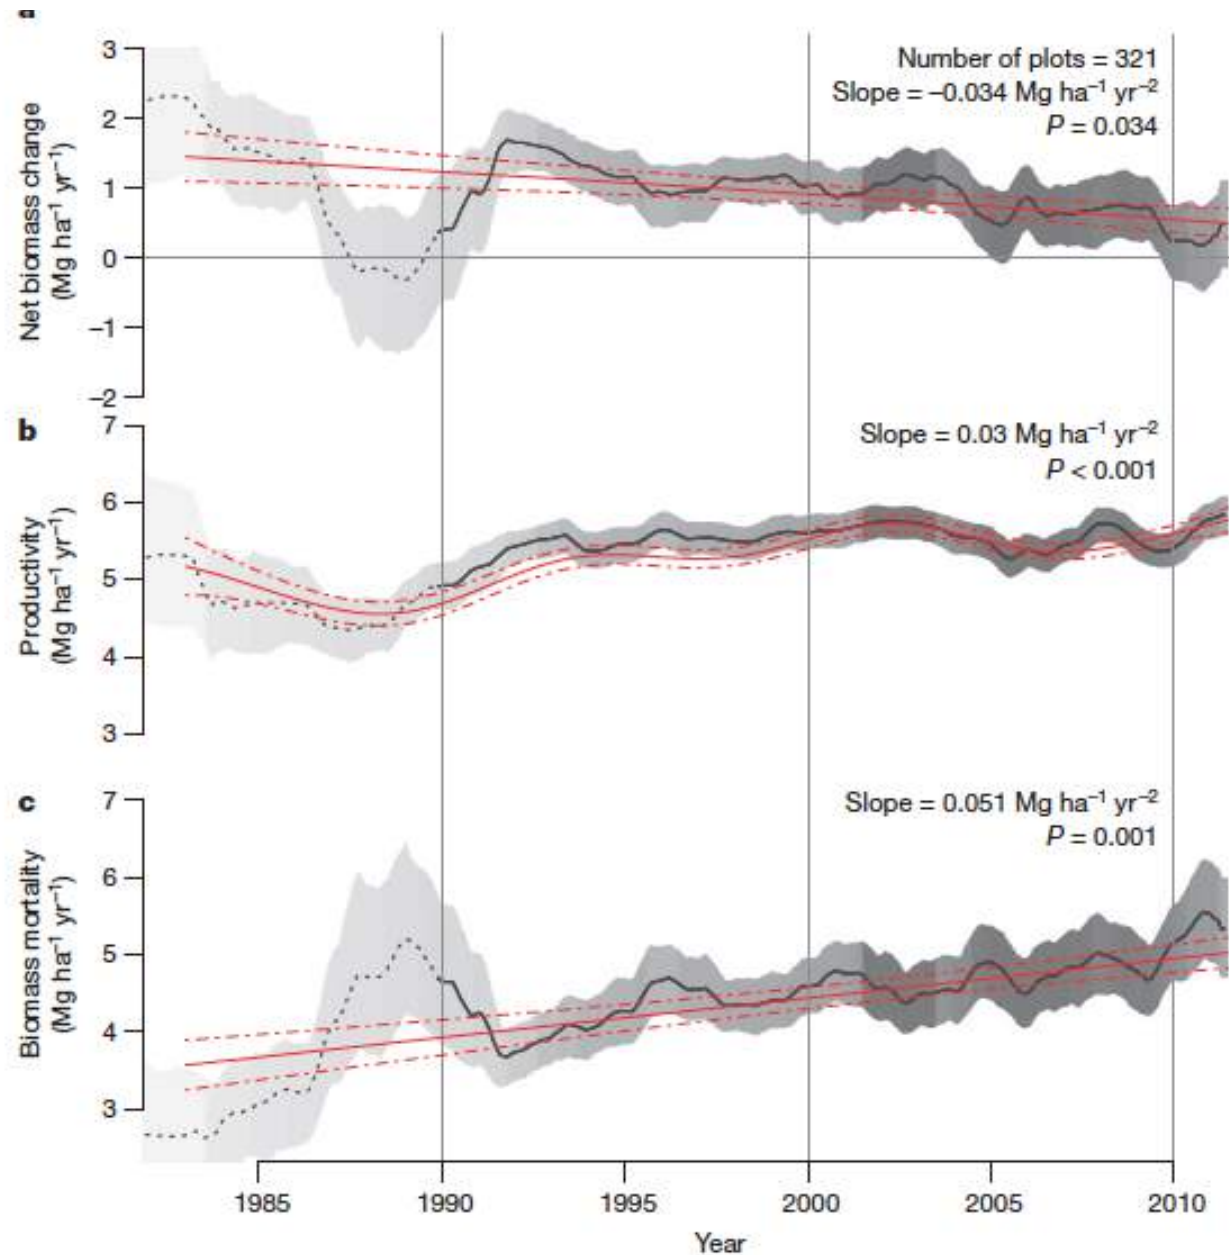 a
Number of plots = 321
Slope = –0.034 Mg ha⁻¹ yr⁻²
P = 0.034
Net biomass change
(Mg ha⁻¹ yr⁻¹)
3
2
1
0
–1
–2
b
Slope = 0.03 Mg ha⁻¹ yr⁻²
P < 0.001
Productivity
(Mg ha⁻¹ yr⁻¹)
7
6
5
4
3
c
Slope = 0.051 Mg ha⁻¹ yr⁻²
P = 0.001
Biomass mortality
(Mg ha⁻¹ yr⁻¹)
7
6
5
4
3
1985 1990 1995 2000 2005 2010
Year